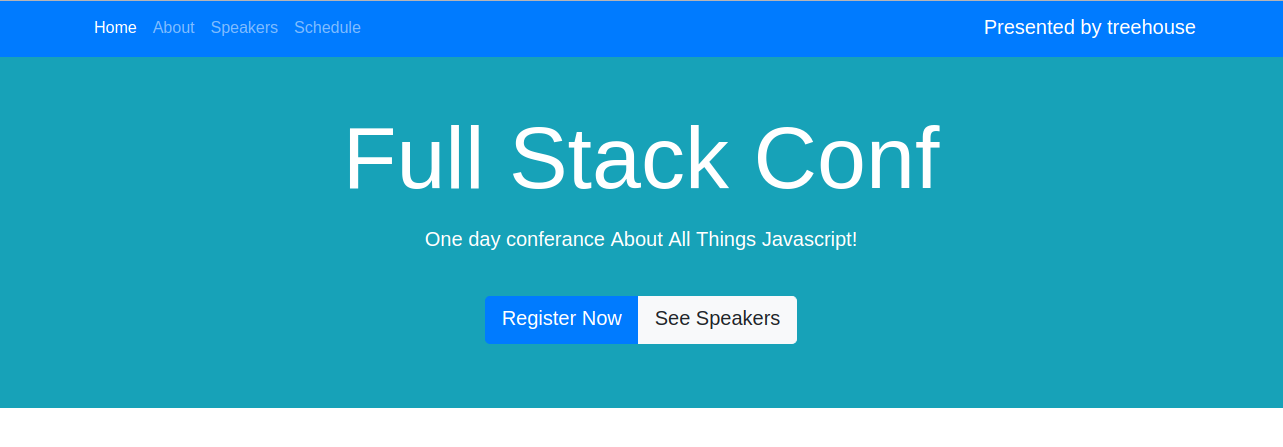 Home About Speakers Schedule Presented by treehouse
Full Stack Conf
One day conferance About All Things Javascript!
Register Now See Speakers